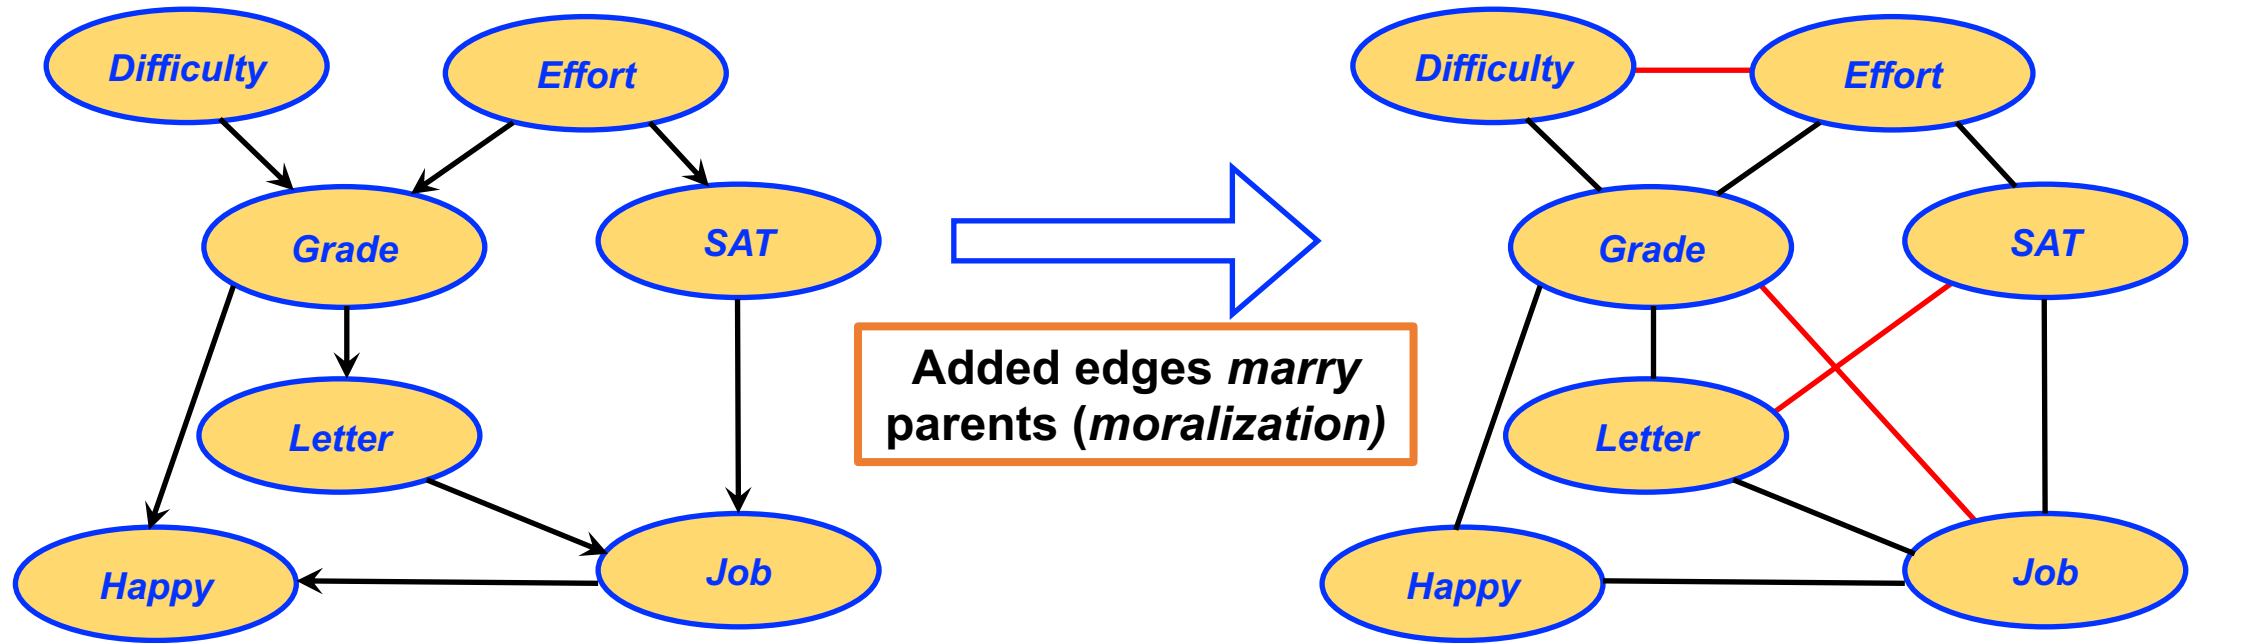 Difficulty
Effort
Grade
SAT
Letter
Happy
Job
Added edges marry
parents (moralization)
Difficulty
Effort
Grade
SAT
Letter
Happy
Job